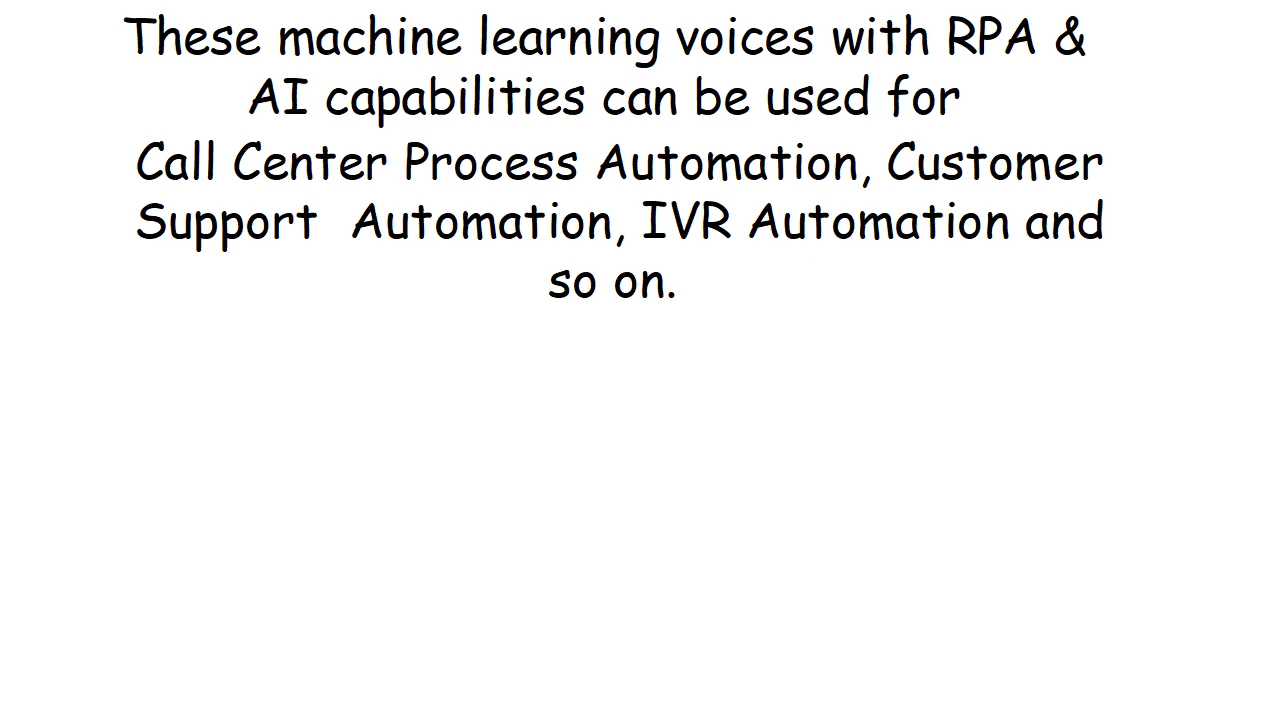 These machine learning voices with RPA &
AI capabilities can be used for
Call Center Process Automation, Customer
Support  Automation, IVR Automation and
so on.